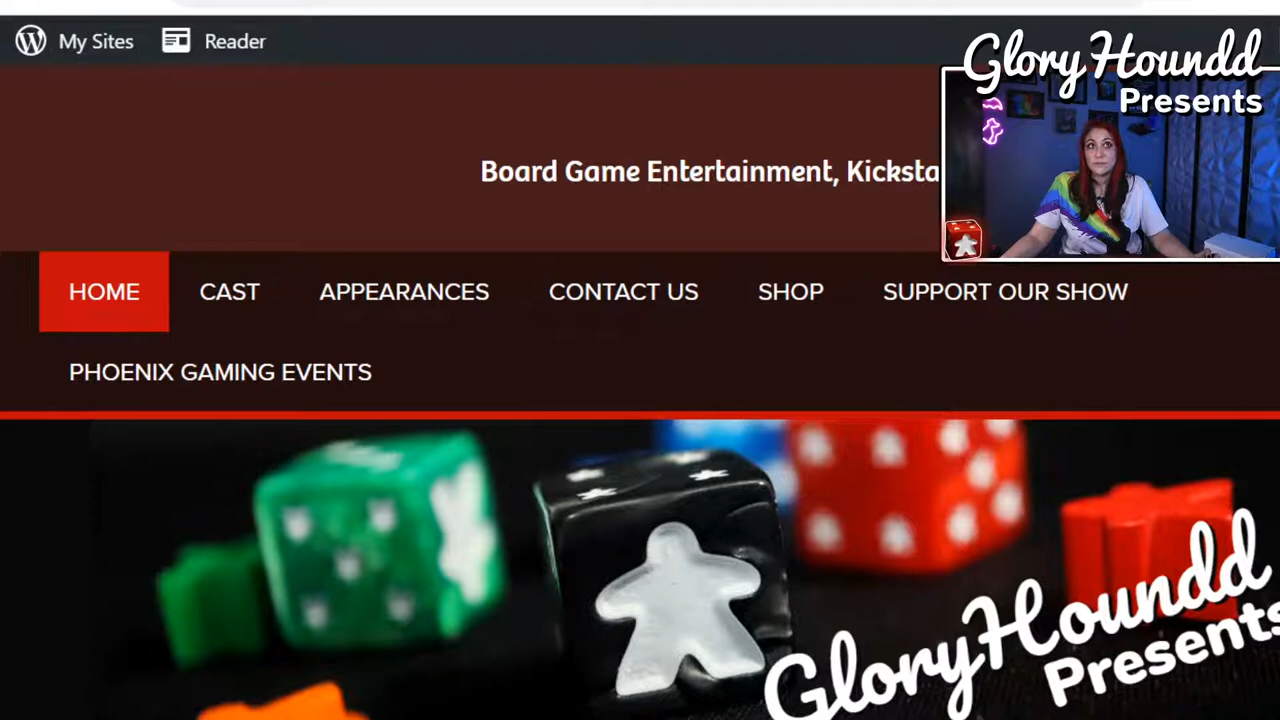 My Sites
Reader
GloryHoundd
Presents
Board Game Entertainment, Kicksta
HOME
CAST
APPEARANCES
CONTACT US
SHOP
SUPPORT OUR SHOW
PHOENIX GAMING EVENTS
GloryHoundd
Presents